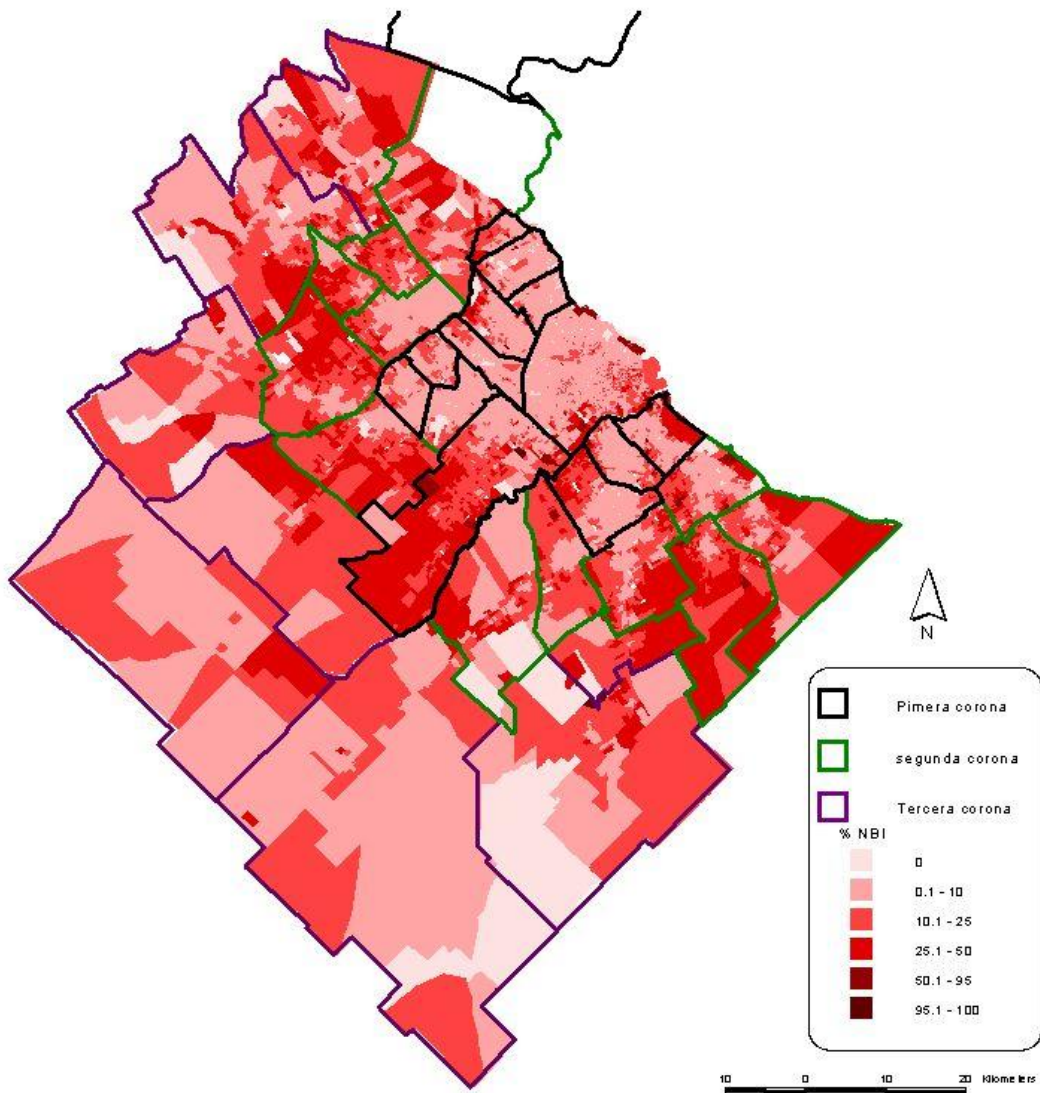 N
Pimera corona
segunda corona
Tercera corona
% NBI
0
0.1 - 10
10.1 - 25
25.1 - 50
50.1 - 95
95.1 - 100
10 0 10 20 Kilometers